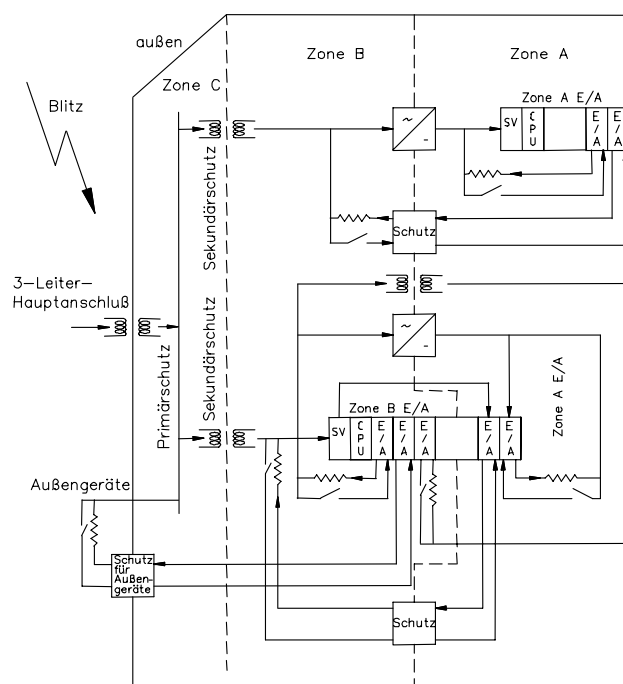 außen
Zone B
Zone A
Zone C
Blitz
Zone A E/A
SV
CPU
E/A
E/A
Sekundärschutz
Schutz
3-Leiter-
Hauptanschluß
Primärschutz
Sekundärschutz
Zone B E/A
SV
CPU
E/A
E/A
E/A
E/A
E/A
Zone A E/A
Außengeräte
Schutz
für
Außen-
geräte
Schutz